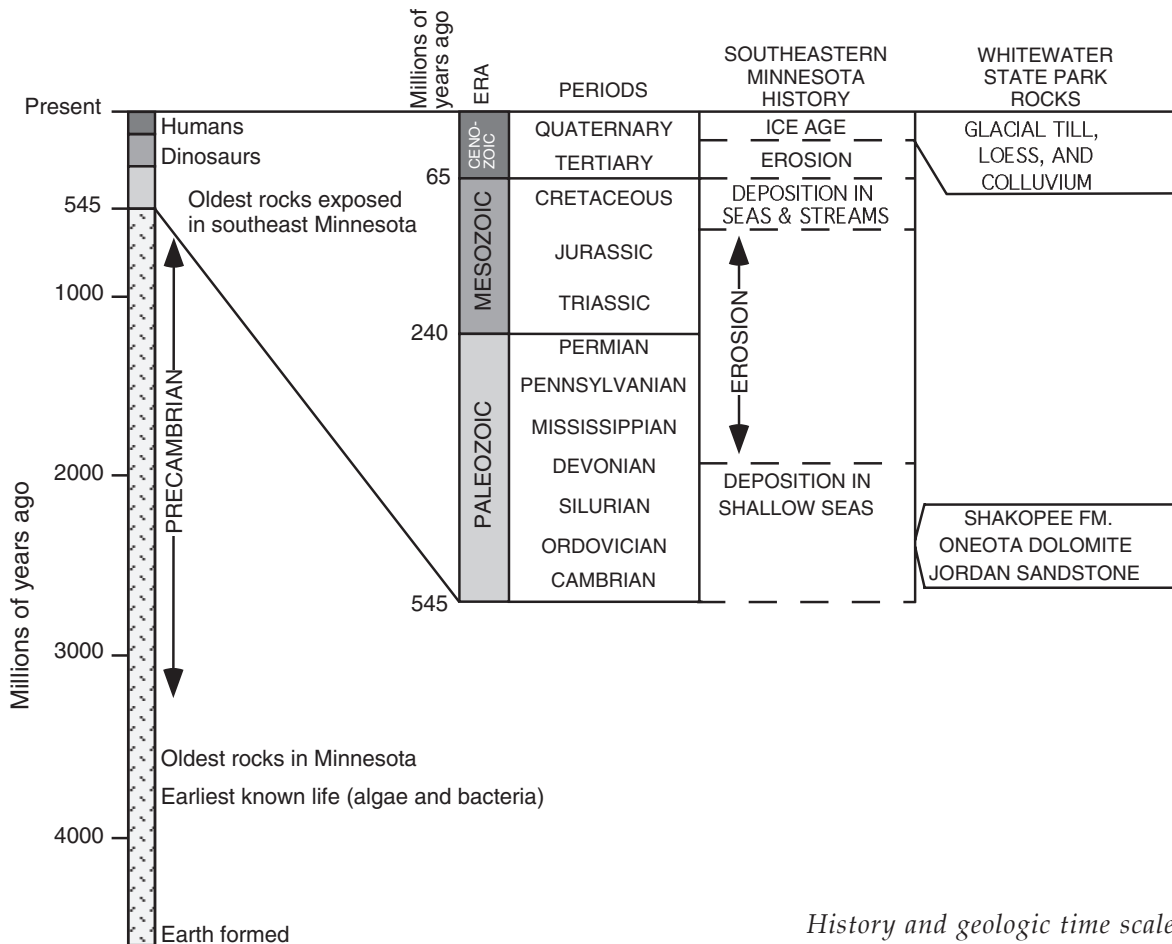 Millions of
years ago
ERA
PERIODS
SOUTHEASTERN
MINNESOTA
HISTORY
WHITEWATER
STATE PARK
ROCKS
Present
Humans
Dinosaurs
545
Oldest rocks exposed
in southeast Minnesota
1000
PRECAMBRIAN
2000
Millions of years ago
3000
Oldest rocks in Minnesota
Earliest known life (algae and bacteria)
4000
Earth formed
CENO-
ZOIC
65
MESOZOIC
240
PALEOZOIC
545
QUATERNARY
TERTIARY
CRETACEOUS
JURASSIC
TRIASSIC
PERMIAN
PENNSYLVANIAN
MISSISSIPPIAN
DEVONIAN
SILURIAN
ORDOVICIAN
CAMBRIAN
ICE AGE
EROSION
DEPOSITION IN
SEAS & STREAMS
EROSION
DEPOSITION IN
SHALLOW SEAS
GLACIAL TILL,
LOESS, AND
COLLUVIUM
SHAKOPEE FM.
ONEOTA DOLOMITE
JORDAN SANDSTONE
History and geologic time scale